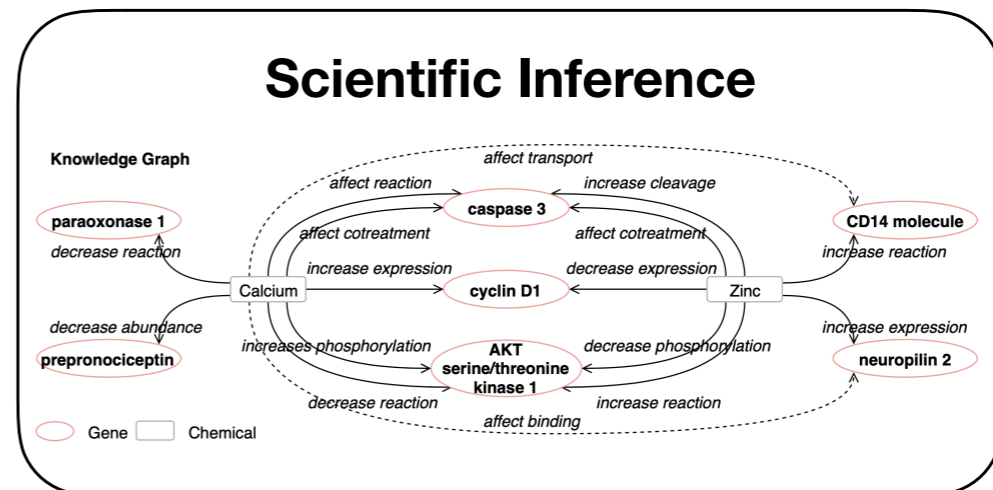 Scientific Inference
Knowledge Graph
affect transport
affect reaction
increase cleavage
paraoxonase 1
caspase 3
CD14 molecule
decrease reaction
affect cotreatment
affect cotreatment
increase reaction
increase expression
decrease expression
Calcium
cyclin D1
Zinc
decrease abundance
increase expression
increases phosphorylation
AKT
serine/threonine
kinase 1
decrease phosphorylation
prepronociceptin
neuropilin 2
decrease reaction
increase reaction
affect binding
Gene
Chemical